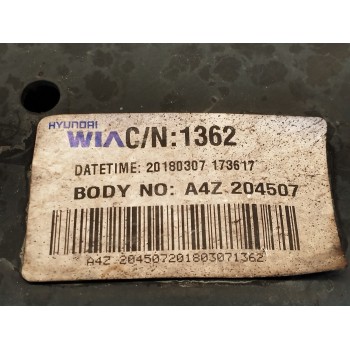 HYUNDAI
WIA C/N:1362
DATETIME: 20180307 173617
BODY NO: A4Z 204507
A4Z 204507201803071362